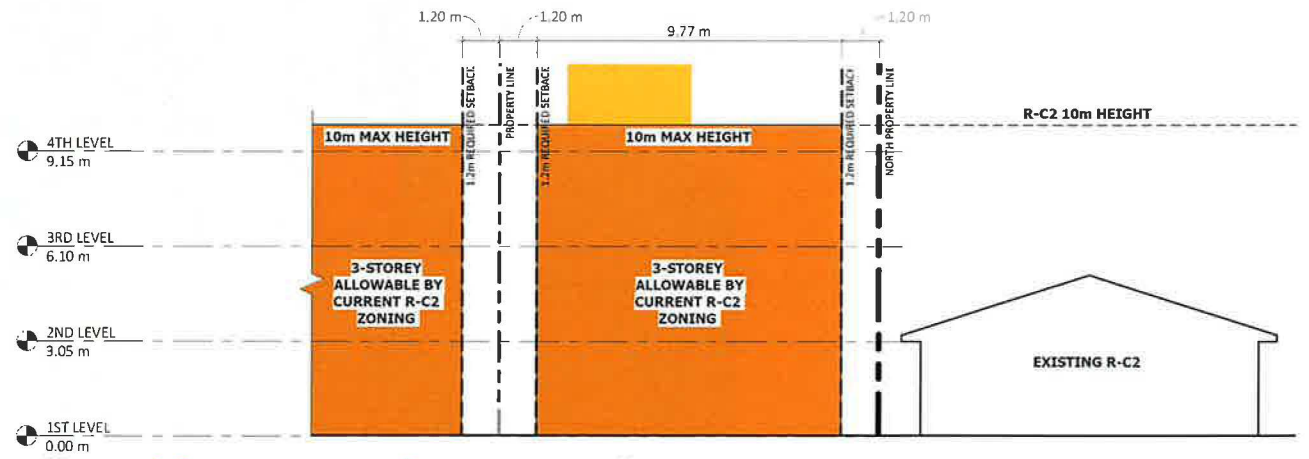 1,20 m
1,20 m
9.77 m
1,20 m
1.2m REQUIRED SETBACK
PROPERTY LINE
1.2m REQUIRED SETBACK
1.2m REQUIRED SETBACK
NORTH PROPERTY LINE
R-C2 10m HEIGHT
10m MAX HEIGHT
10m MAX HEIGHT
4TH LEVEL
9.15 m
3RD LEVEL
6.10 m
3-STOREY
ALLOWABLE BY
CURRENT R-C2
ZONING
3-STOREY
ALLOWABLE BY
CURRENT R-C2
ZONING
2ND LEVEL
3.05 m
EXISTING R-C2
1ST LEVEL
0.00 m